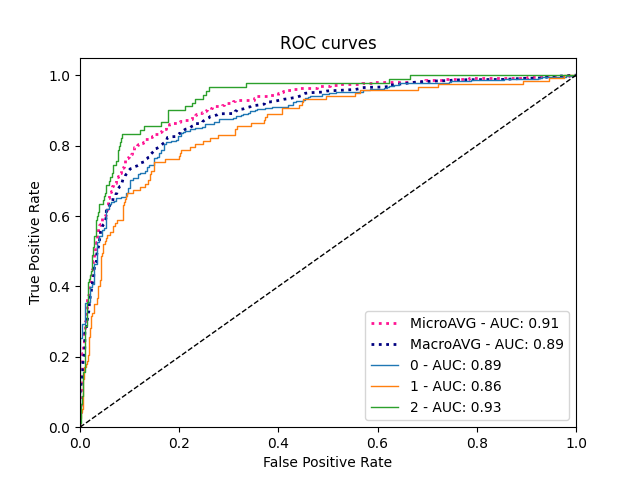 ROC curves
True Positive Rate
1.0
0.8
0.6
0.4
0.2
0.0
MicroAVG - AUC: 0.91
MacroAVG - AUC: 0.89
0 - AUC: 0.89
1 - AUC: 0.86
2 - AUC: 0.93
0.0 0.2 0.4 0.6 0.8 1.0
False Positive Rate